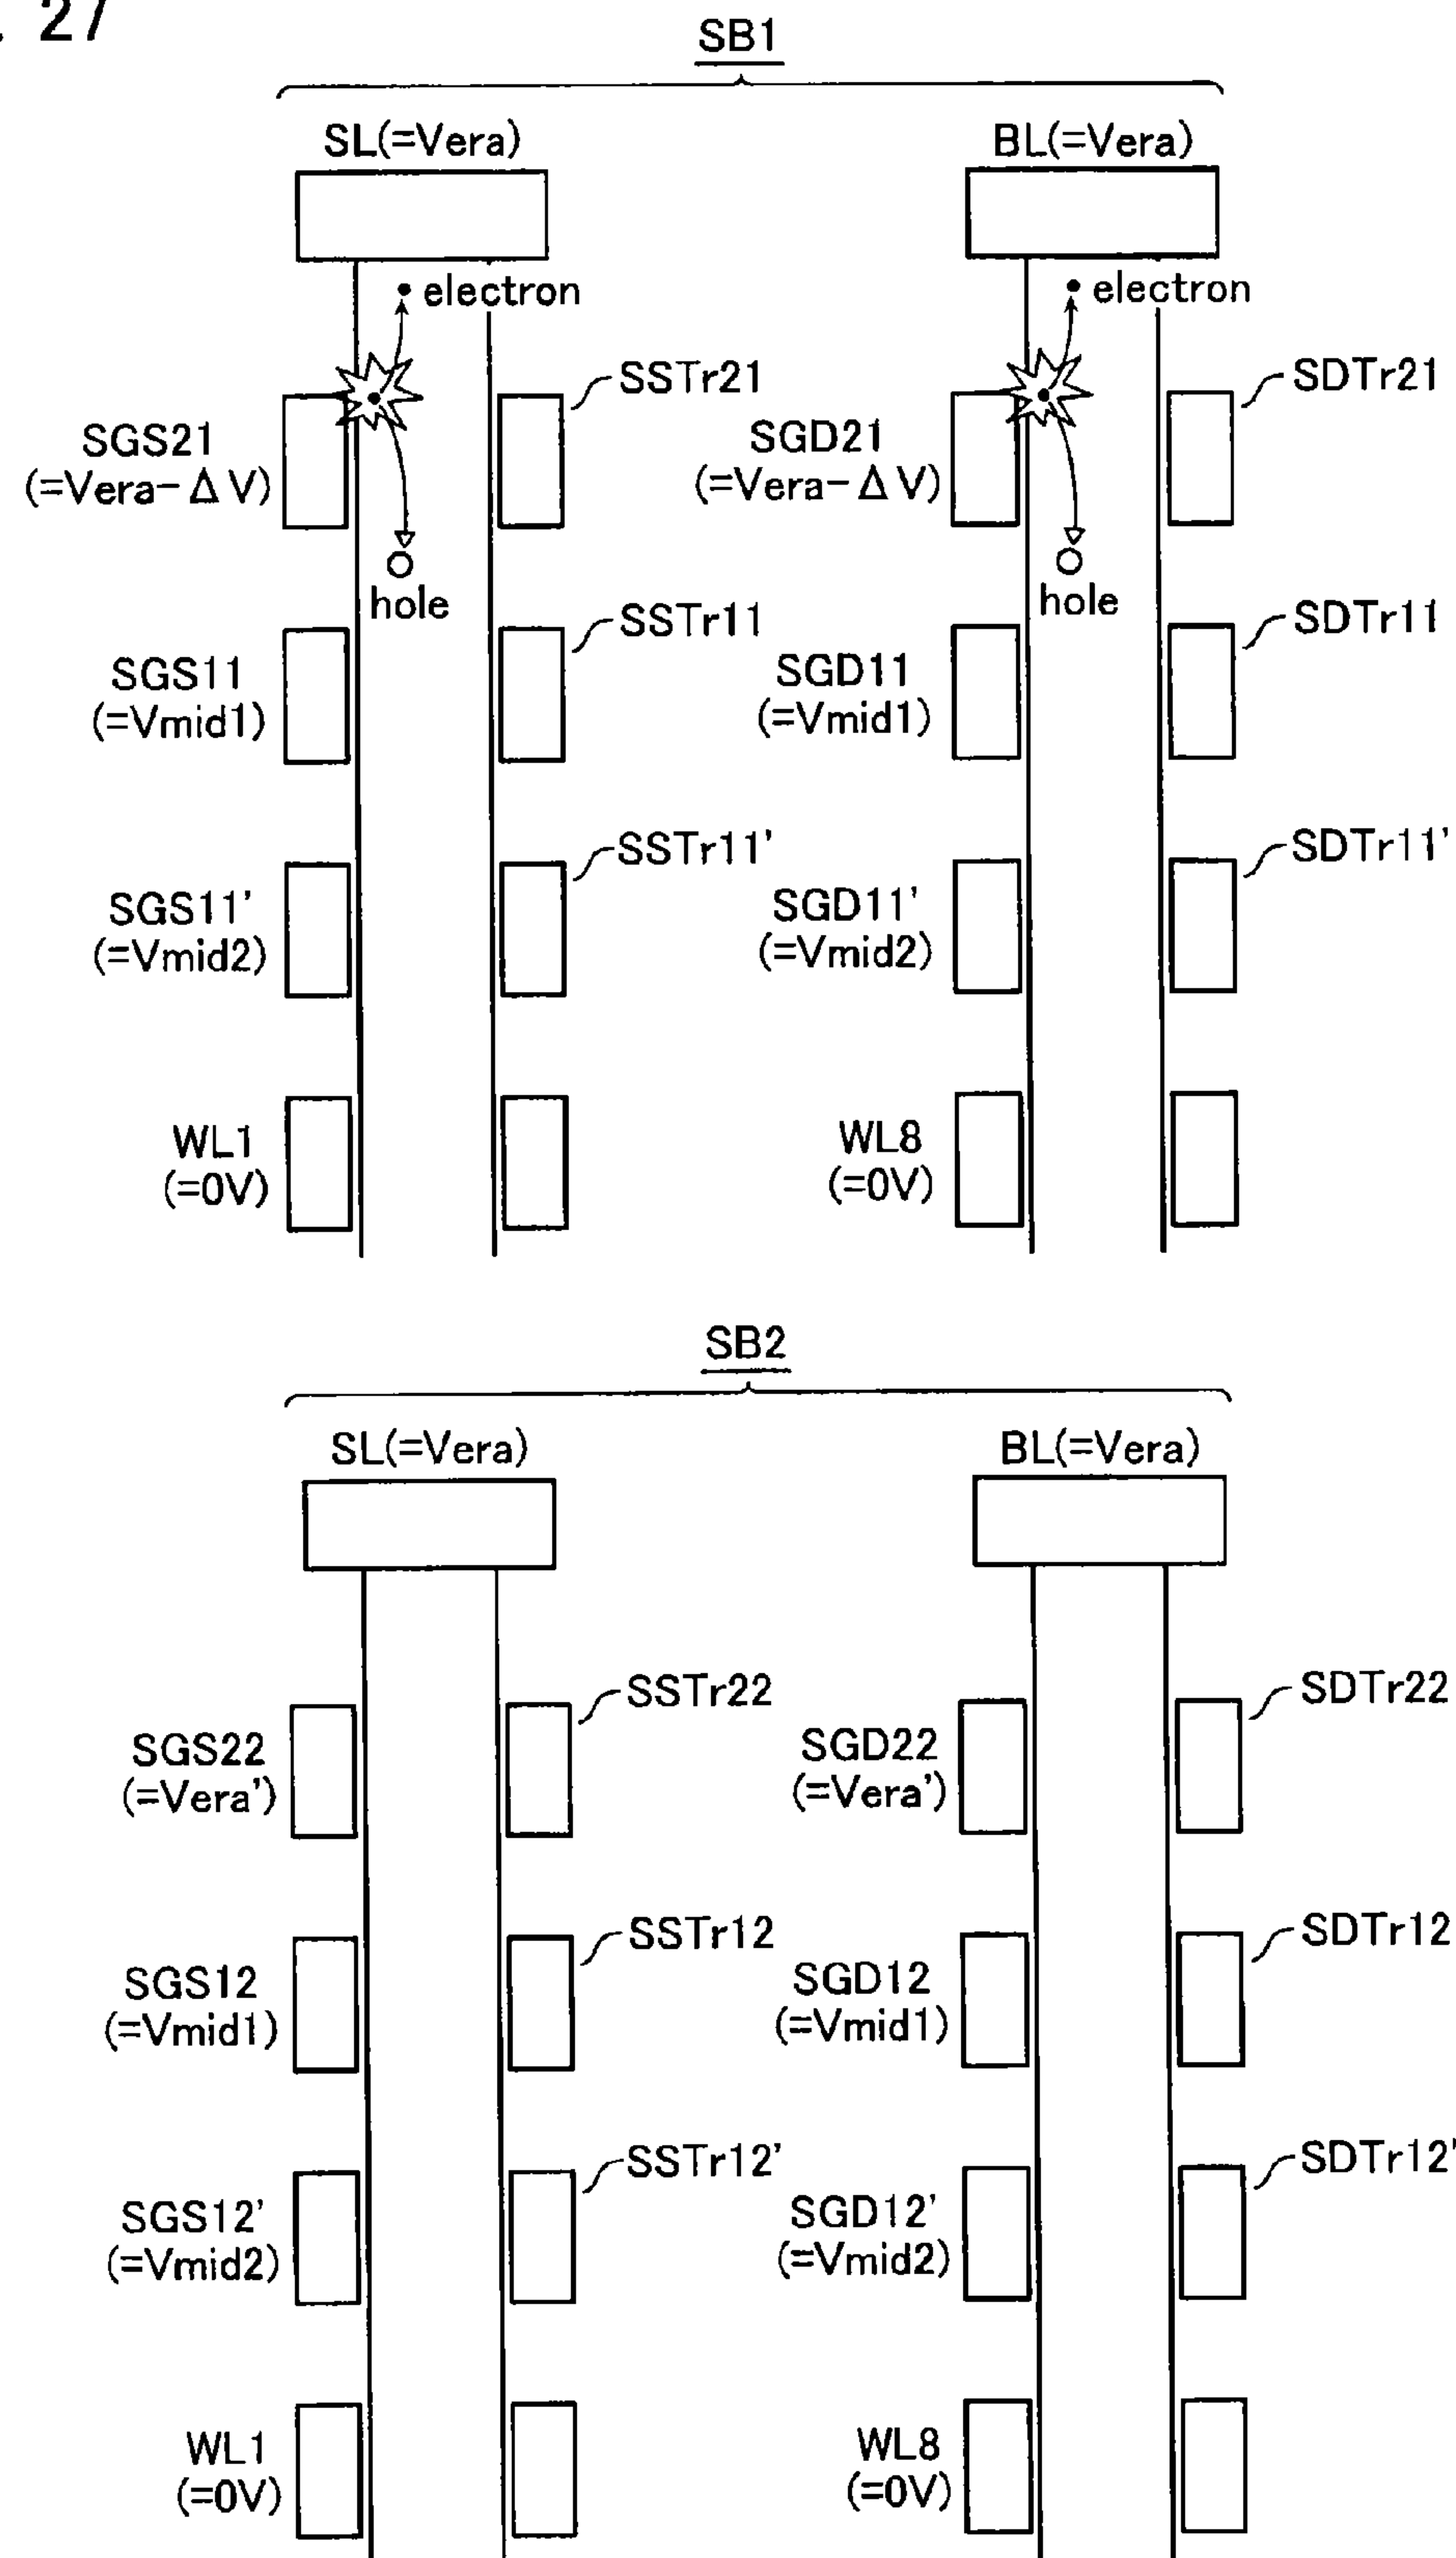 . 27
SB1
SL(=Vera)
BL(=Vera)
electron
electron
SSTr21
SDTr21
SGS21
(=Vera-ΔV)
SGD21
(=Vera-ΔV)
hole
hole
SSTr11
SDTr11
SGS11
(=Vmid1)
SGD11
(=Vmid1)
SSTr11'
SDTr11'
SGS11'
(=Vmid2)
SGD11'
(=Vmid2)
WL1
(=0V)
WL8
(=0V)
SB2
SL(=Vera)
BL(=Vera)
SSTr22
SDTr22
SGS22
(=Vera')
SGD22
(=Vera')
SSTr12
SDTr12
SGS12
(=Vmid1)
SGD12
(=Vmid1)
SSTr12'
SDTr12'
SGS12'
(=Vmid2)
SGD12'
(=Vmid2)
WL1
(=0V)
WL8
(=0V)